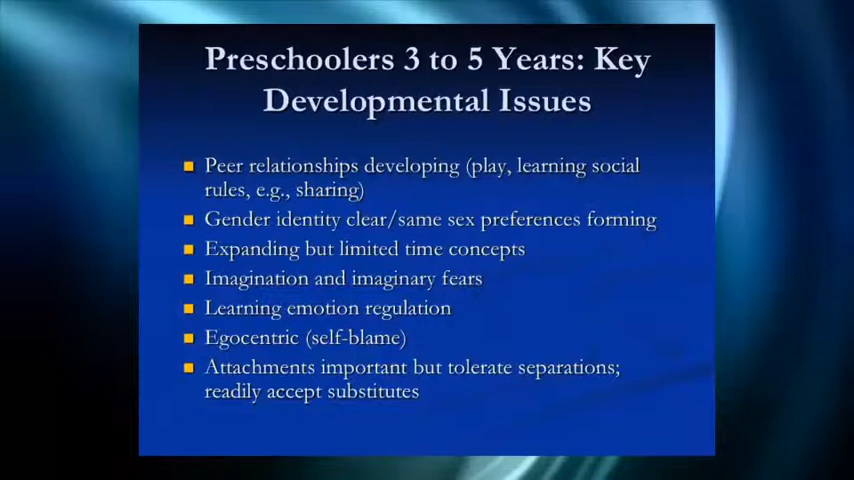 Preschoolers 3 to 5 Years: Key
Developmental Issues
Peer relationships developing (play, learning social
rules, e.g., sharing)
Gender identity clear/same sex preferences forming
Expanding but limited time concepts
Imagination and imaginary fears
Learning emotion regulation
Egocentric (self-blame)
Attachments important but tolerate separations;
readily accept substitutes